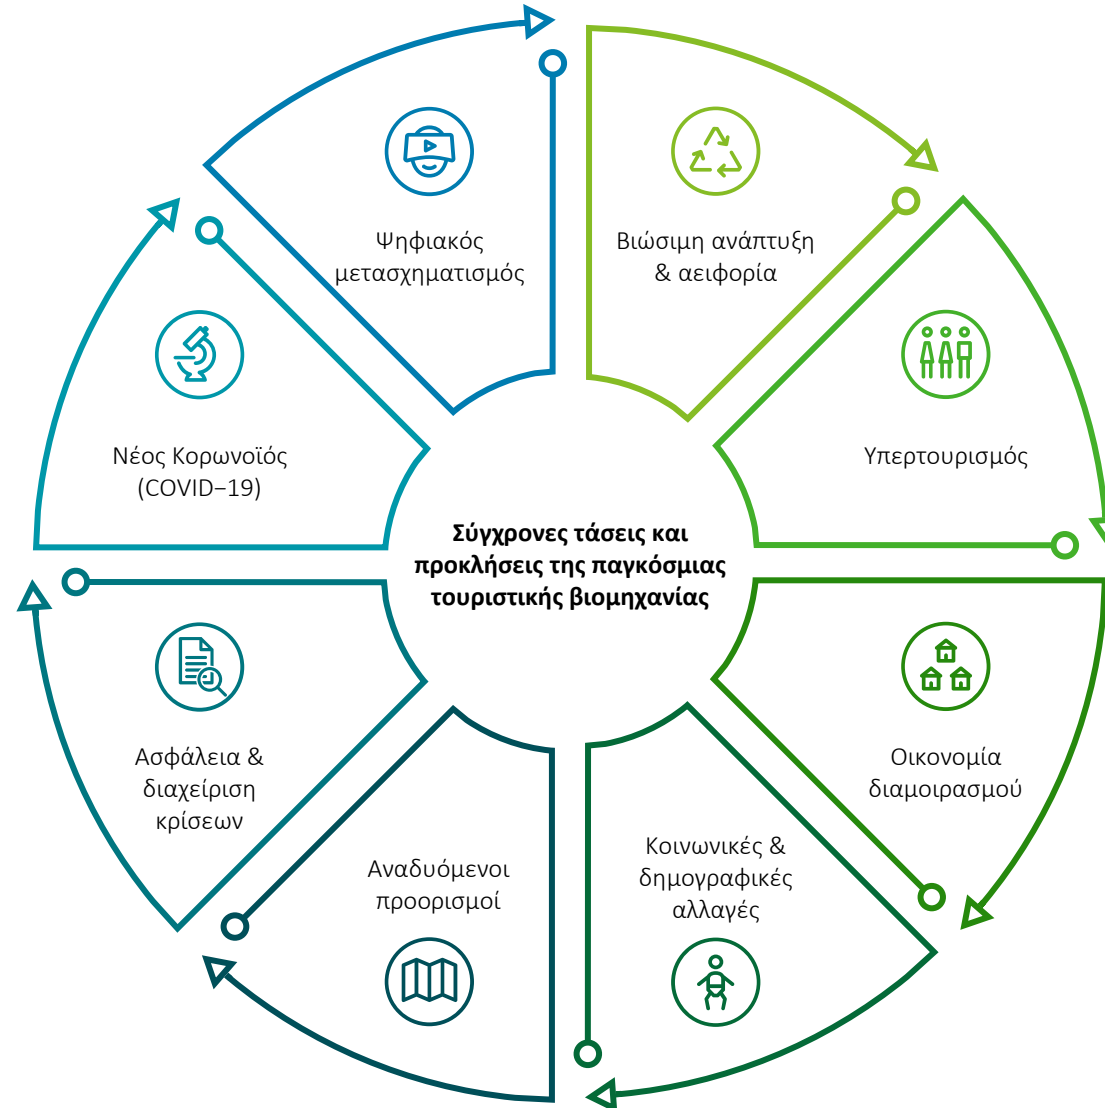 Ψηφιακός
μετασχηματισμός
Βιώσιμη ανάπτυξη
& αειφορία
Νέος Κορωνοϊός
(COVID–19)
Υπερτουρισμός
Σύγχρονες τάσεις και
προκλήσεις της παγκόσμιας
τουριστικής βιομηχανίας
Ασφάλεια &
διαχείριση
κρίσεων
Οικονομία
διαμοιρασμού
Αναδυόμενοι
προορισμοί
Κοινωνικές &
δημογραφικές
αλλαγές